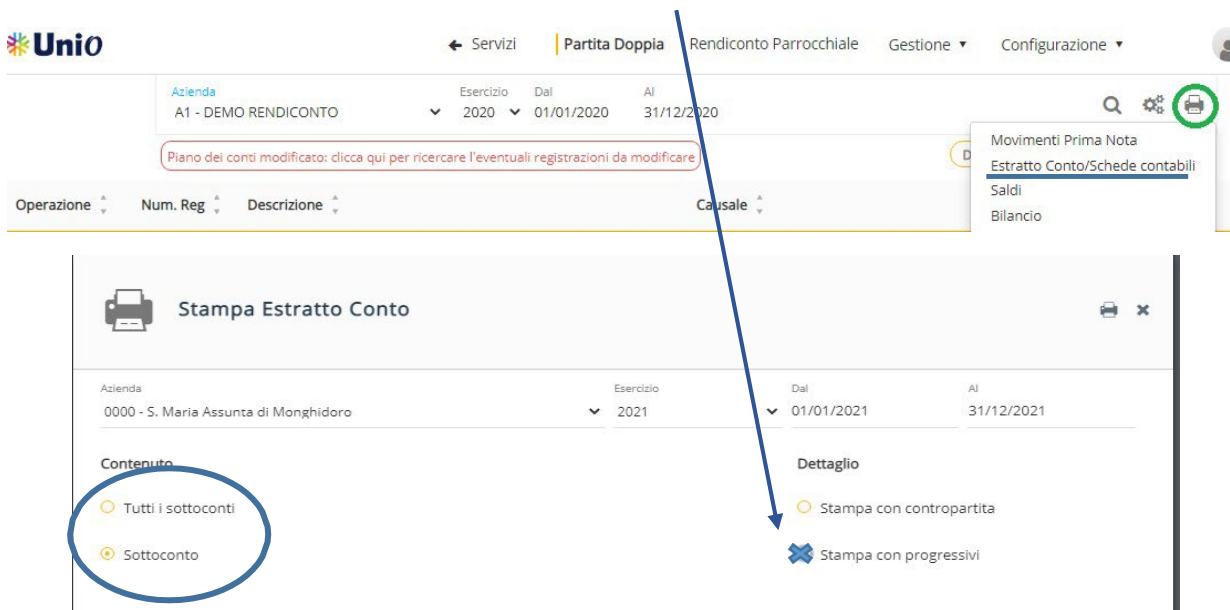 Unio
Servizi Partita Doppia Rendiconto Parrocchiale Gestione Configurazione
Azienda Esercizio Dal Al
A1 - DEMO RENDICONTO 2020 01/01/2020 31/12/2020
Movimenti Prima Nota
Piano dei conti modificato: clicca qui per ricercare l'eventuali registrazioni da modificare D
Estratto Conto/Schede contabili
Saldi
Operazione Num. Reg Descrizione Causale
Bilancio
Stampa Estratto Conto
Azienda Esercizio Dal Al
0000 - S. Maria Assunta di Monghidoro 2021 01/01/2021 31/12/2021
Contenuto Dettaglio
Tutti i sottoconti Stampa con contropartita
Sottoconto Stampa con progressivi